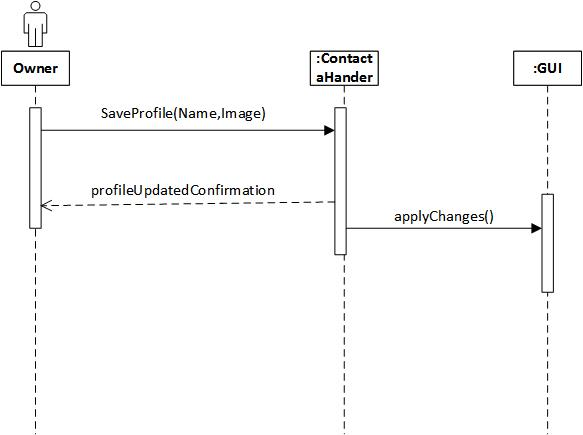 Owner
:Contact
aHander
:GUI
SaveProfile(Name,Image)
profileUpdatedConfirmation
applyChanges()